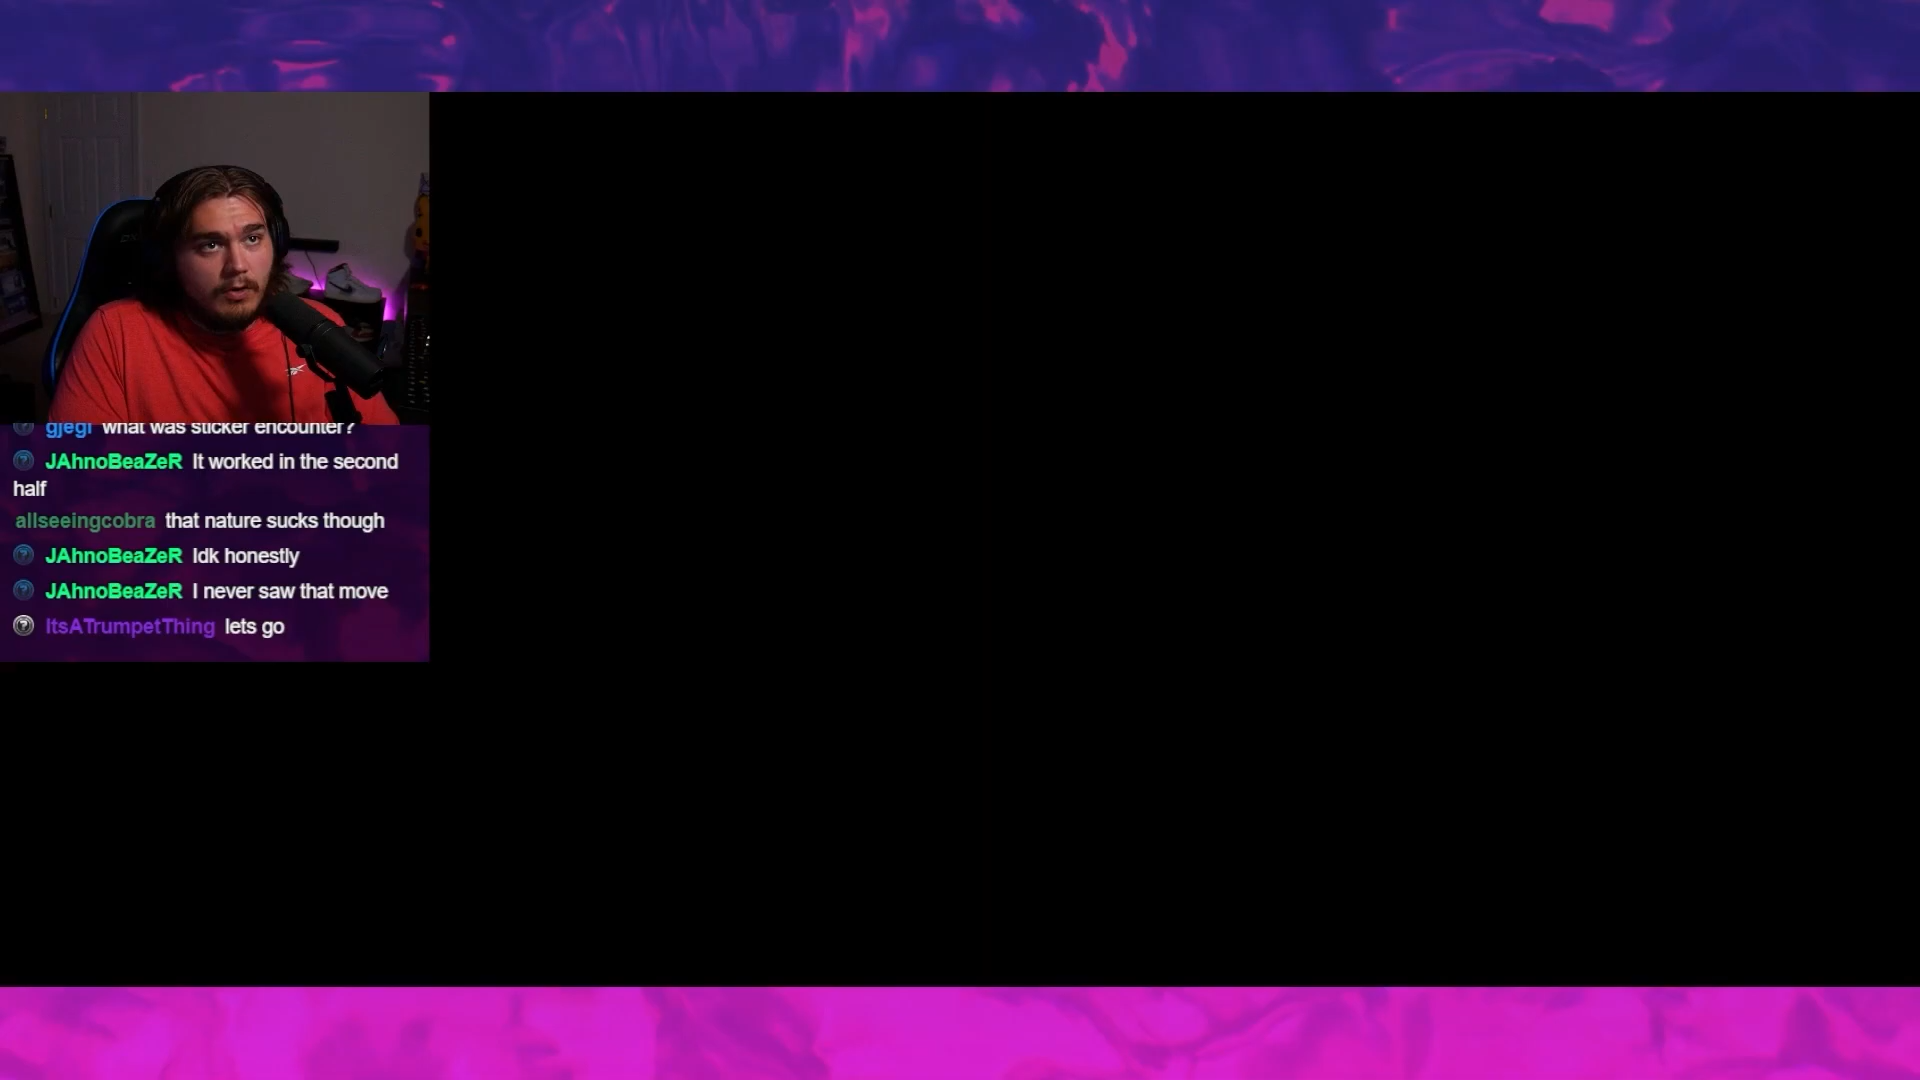 gjegi what was sticker encounter?
JAhnoBeaZeR It worked in the second
half
allseeingcobra that nature sucks though
JAhnoBeaZeR Idk honestly
JAhnoBeaZeR I never saw that move
ItsATrumpetThing lets go